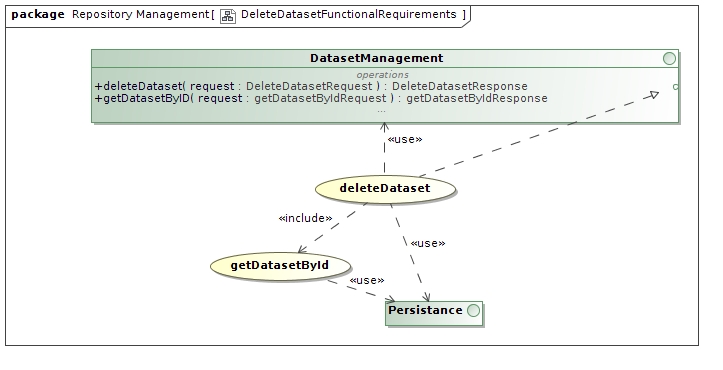 package Repository Management[ DeleteDatasetFunctionalRequirements ]
DatasetManagement
operations
+deleteDataset( request : DeleteDatasetRequest ) : DeleteDatasetResponse
+getDatasetByID( request : getDatasetByIdRequest ) : getDatasetByIdResponse
...
«use»
deleteDataset
«include»
«use»
getDatasetById
«use»
Persistance